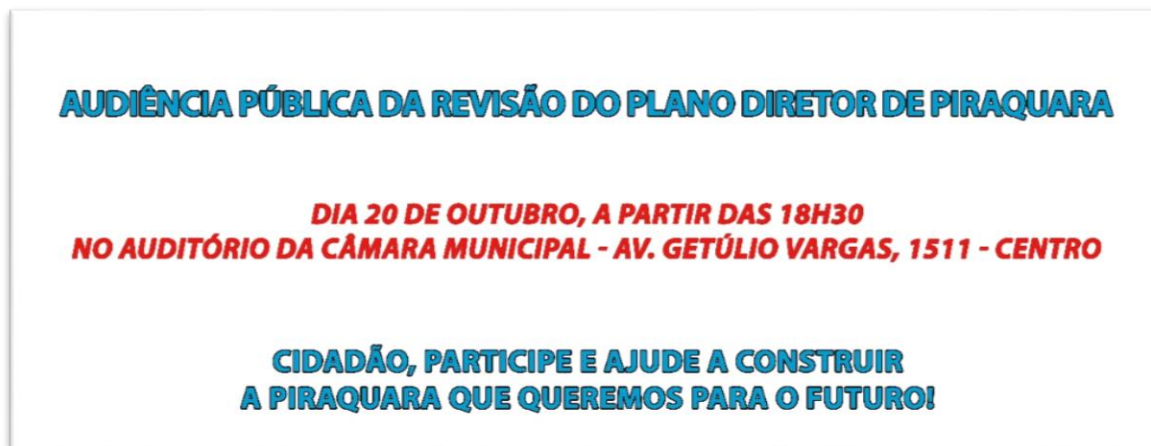 AUDIÊNCIA PÚBLICA DA REVISÃO DO PLANO DIRETOR DE PIRAQUARA
DIA 20 DE OUTUBRO, A PARTIR DAS 18H30
NO AUDITÓRIO DA CÂMARA MUNICIPAL - AV. GETÚLIO VARGAS, 1511 - CENTRO
CIDADÃO, PARTICIPE E AJUDE A CONSTRUIR
A PIRAQUARA QUE QUEREMOS PARA O FUTURO!